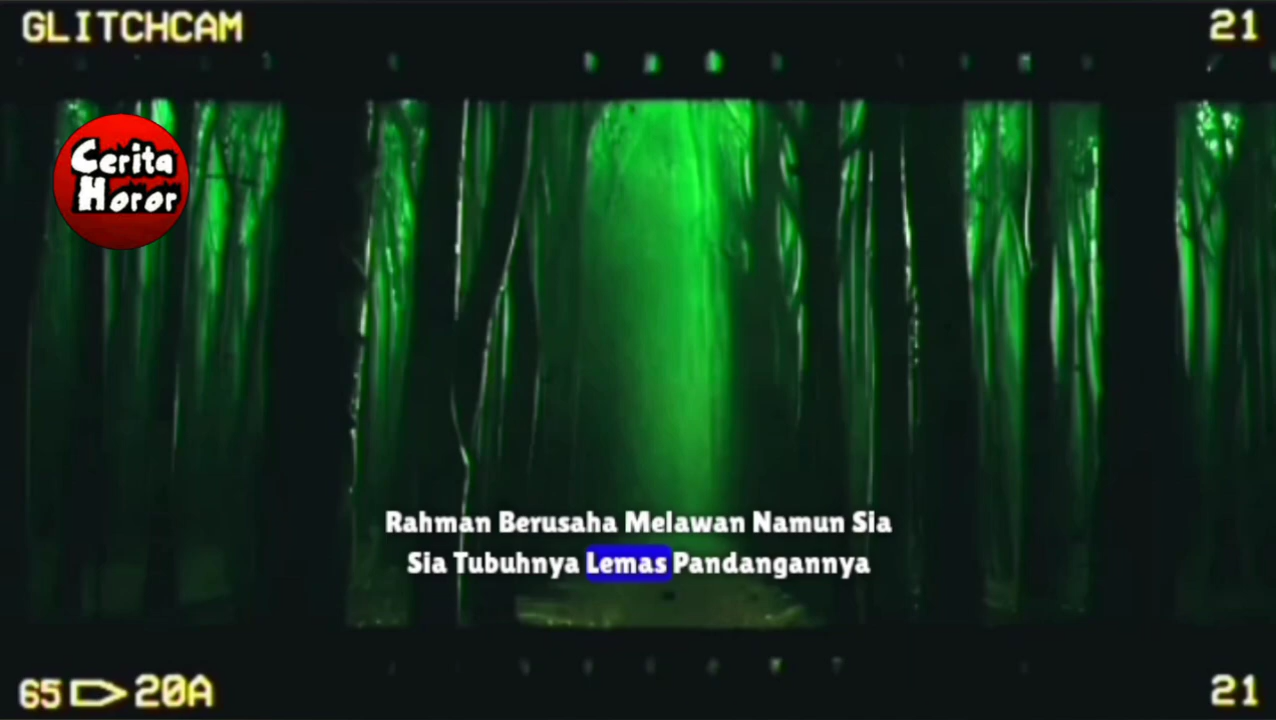 GLITCHCAM
21
Cerita
Horor
Rahman Berusaha Melawan Namun Sia
Sia Tubuhnya Lemas Pandangannya
65 20A
21